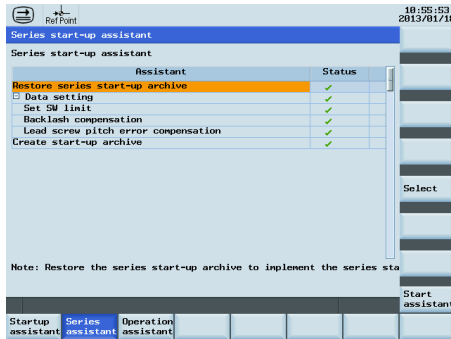 Ref Point
10:55:53
2013/01/18
Series start-up assistant
Series start-up assistant
Assistant Status
Restore series start-up archive
Data setting
Set SW limit
Backlash compensation
Lead screw pitch error compensation
Create start-up archive
Select
Note: Restore the series start-up archive to implement the series sta
Start
assistant
Startup assistant
Series assistant
Operation assistant